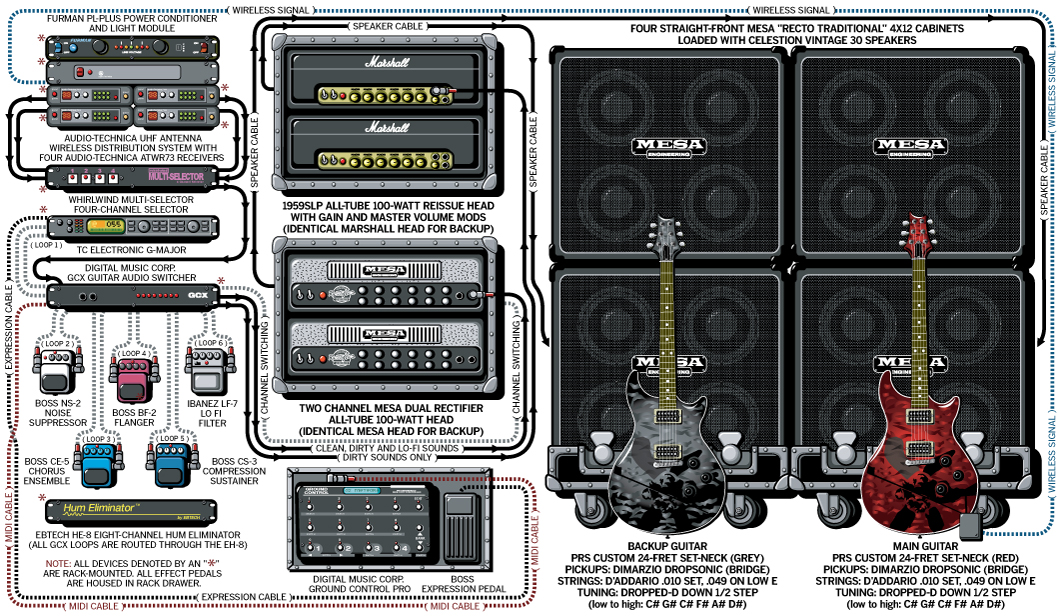 FURMAN PL-PLUS POWER CONDITIONER
AND LIGHT MODULE
( WIRELESS SIGNAL )
( WIRELESS SIGNAL )
( SPEAKER CABLE )
FOUR STRAIGHT-FRONT MESA "RECTO TRADITIONAL" 4X12 CABINETS
LOADED WITH CELESTION VINTAGE 30 SPEAKERS
FURMAN
*
*
*
*
*
*
AUDIO-TECHNICA UHF ANTENNA
WIRELESS DISTRIBUTION SYSTEM WITH
FOUR AUDIO-TECHNICA ATWR73 RECEIVERS
1 2 3 4
MULTI-SELECTOR
*
WHIRLWIND MULTI-SELECTOR
FOUR-CHANNEL SELECTOR
*
055
( LOOP 1 )
TC ELECTRONIC G-MAJOR
DIGITAL MUSIC CORP.
GCX GUITAR AUDIO SWITCHER
*
GCX
( LOOP 2 )
( LOOP 4 )
( LOOP 6 )
BOSS NS-2
NOISE
SUPPRESSOR
BOSS BF-2
FLANGER
IBANEZ LF-7
LO FI
FILTER
( LOOP 3 )
( LOOP 5 )
BOSS CE-5
CHORUS
ENSEMBLE
BOSS CS-3
COMPRESSION
SUSTAINER
*
Hum Eliminator™
by EBTECH
EBTECH HE-8 EIGHT-CHANNEL HUM ELIMINATOR
(ALL GCX LOOPS ARE ROUTED THROUGH THE EH-8)
NOTE: ALL DEVICES DENOTED BY AN "*"
ARE RACK-MOUNTED. ALL EFFECT PEDALS
ARE HOUSED IN RACK DRAWER.
( EXPRESSION CABLE )
( MIDI CABLE )
( EXPRESSION CABLE )
( MIDI CABLE )
( MIDI CABLE )
( MIDI CABLE )
( SPEAKER CABLE )
( SPEAKER CABLE )
( SPEAKER CABLE )
Marshall
Marshall
1959SLP ALL-TUBE 100-WATT REISSUE HEAD
WITH GAIN AND MASTER VOLUME MODS
(IDENTICAL MARSHALL HEAD FOR BACKUP)
MESA
MESA
( CHANNEL SWITCHING )
( CHANNEL SWITCHING )
TWO CHANNEL MESA DUAL RECTIFIER
ALL-TUBE 100-WATT HEAD
(IDENTICAL MESA HEAD FOR BACKUP)
( CLEAN, DIRTY AND LO-FI SOUNDS )
( DIRTY SOUNDS ONLY )
GROUND
CONTROL
DIGITAL MUSIC CORP.
GROUND CONTROL PRO
BOSS
EXPRESSION PEDAL
MESA
ENGINEERING
MESA
ENGINEERING
MESA
MESA
( WIRELESS SIGNAL )
( WIRELESS SIGNAL )
BACKUP GUITAR
PRS CUSTOM 24-FRET SET-NECK (GREY)
PICKUPS: DIMARZIO DROPSONIC (BRIDGE)
STRINGS: D'ADDARIO .010 SET, .049 ON LOW E
TUNING: DROPPED-D DOWN 1/2 STEP
(low to high: C# G# C# F# A# D#)
MAIN GUITAR
PRS CUSTOM 24-FRET SET-NECK (RED)
PICKUPS: DIMARZIO DROPSONIC (BRIDGE)
STRINGS: D'ADDARIO .010 SET, .049 ON LOW E
TUNING: DROPPED-D DOWN 1/2 STEP
(low to high: C# G# C# F# A# D#)